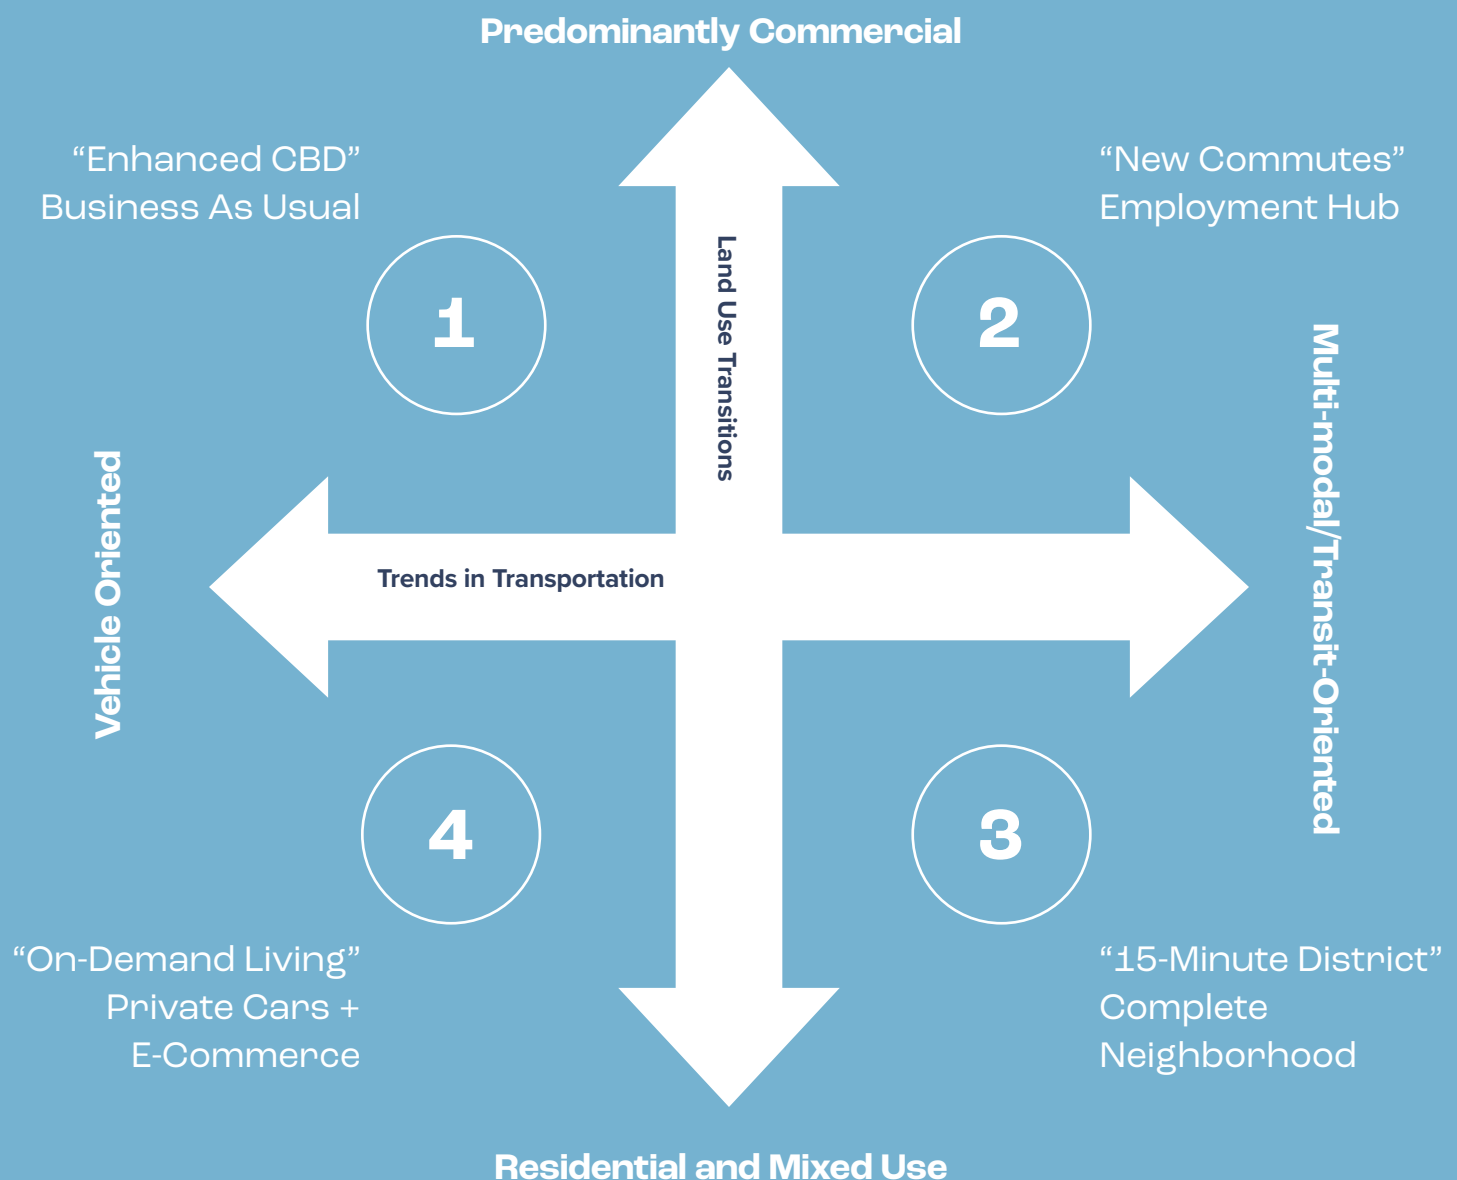 Predominantly Commercial
“Enhanced CBD”
Business As Usual
“New Commutes”
Employment Hub
1
2
Land Use Transitions
Vehicle Oriented
Trends in Transportation
Multi-modal/Transit-Oriented
4
3
“On-Demand Living”
Private Cars +
E-Commerce
“15-Minute District”
Complete
Neighborhood
Residential and Mixed Use